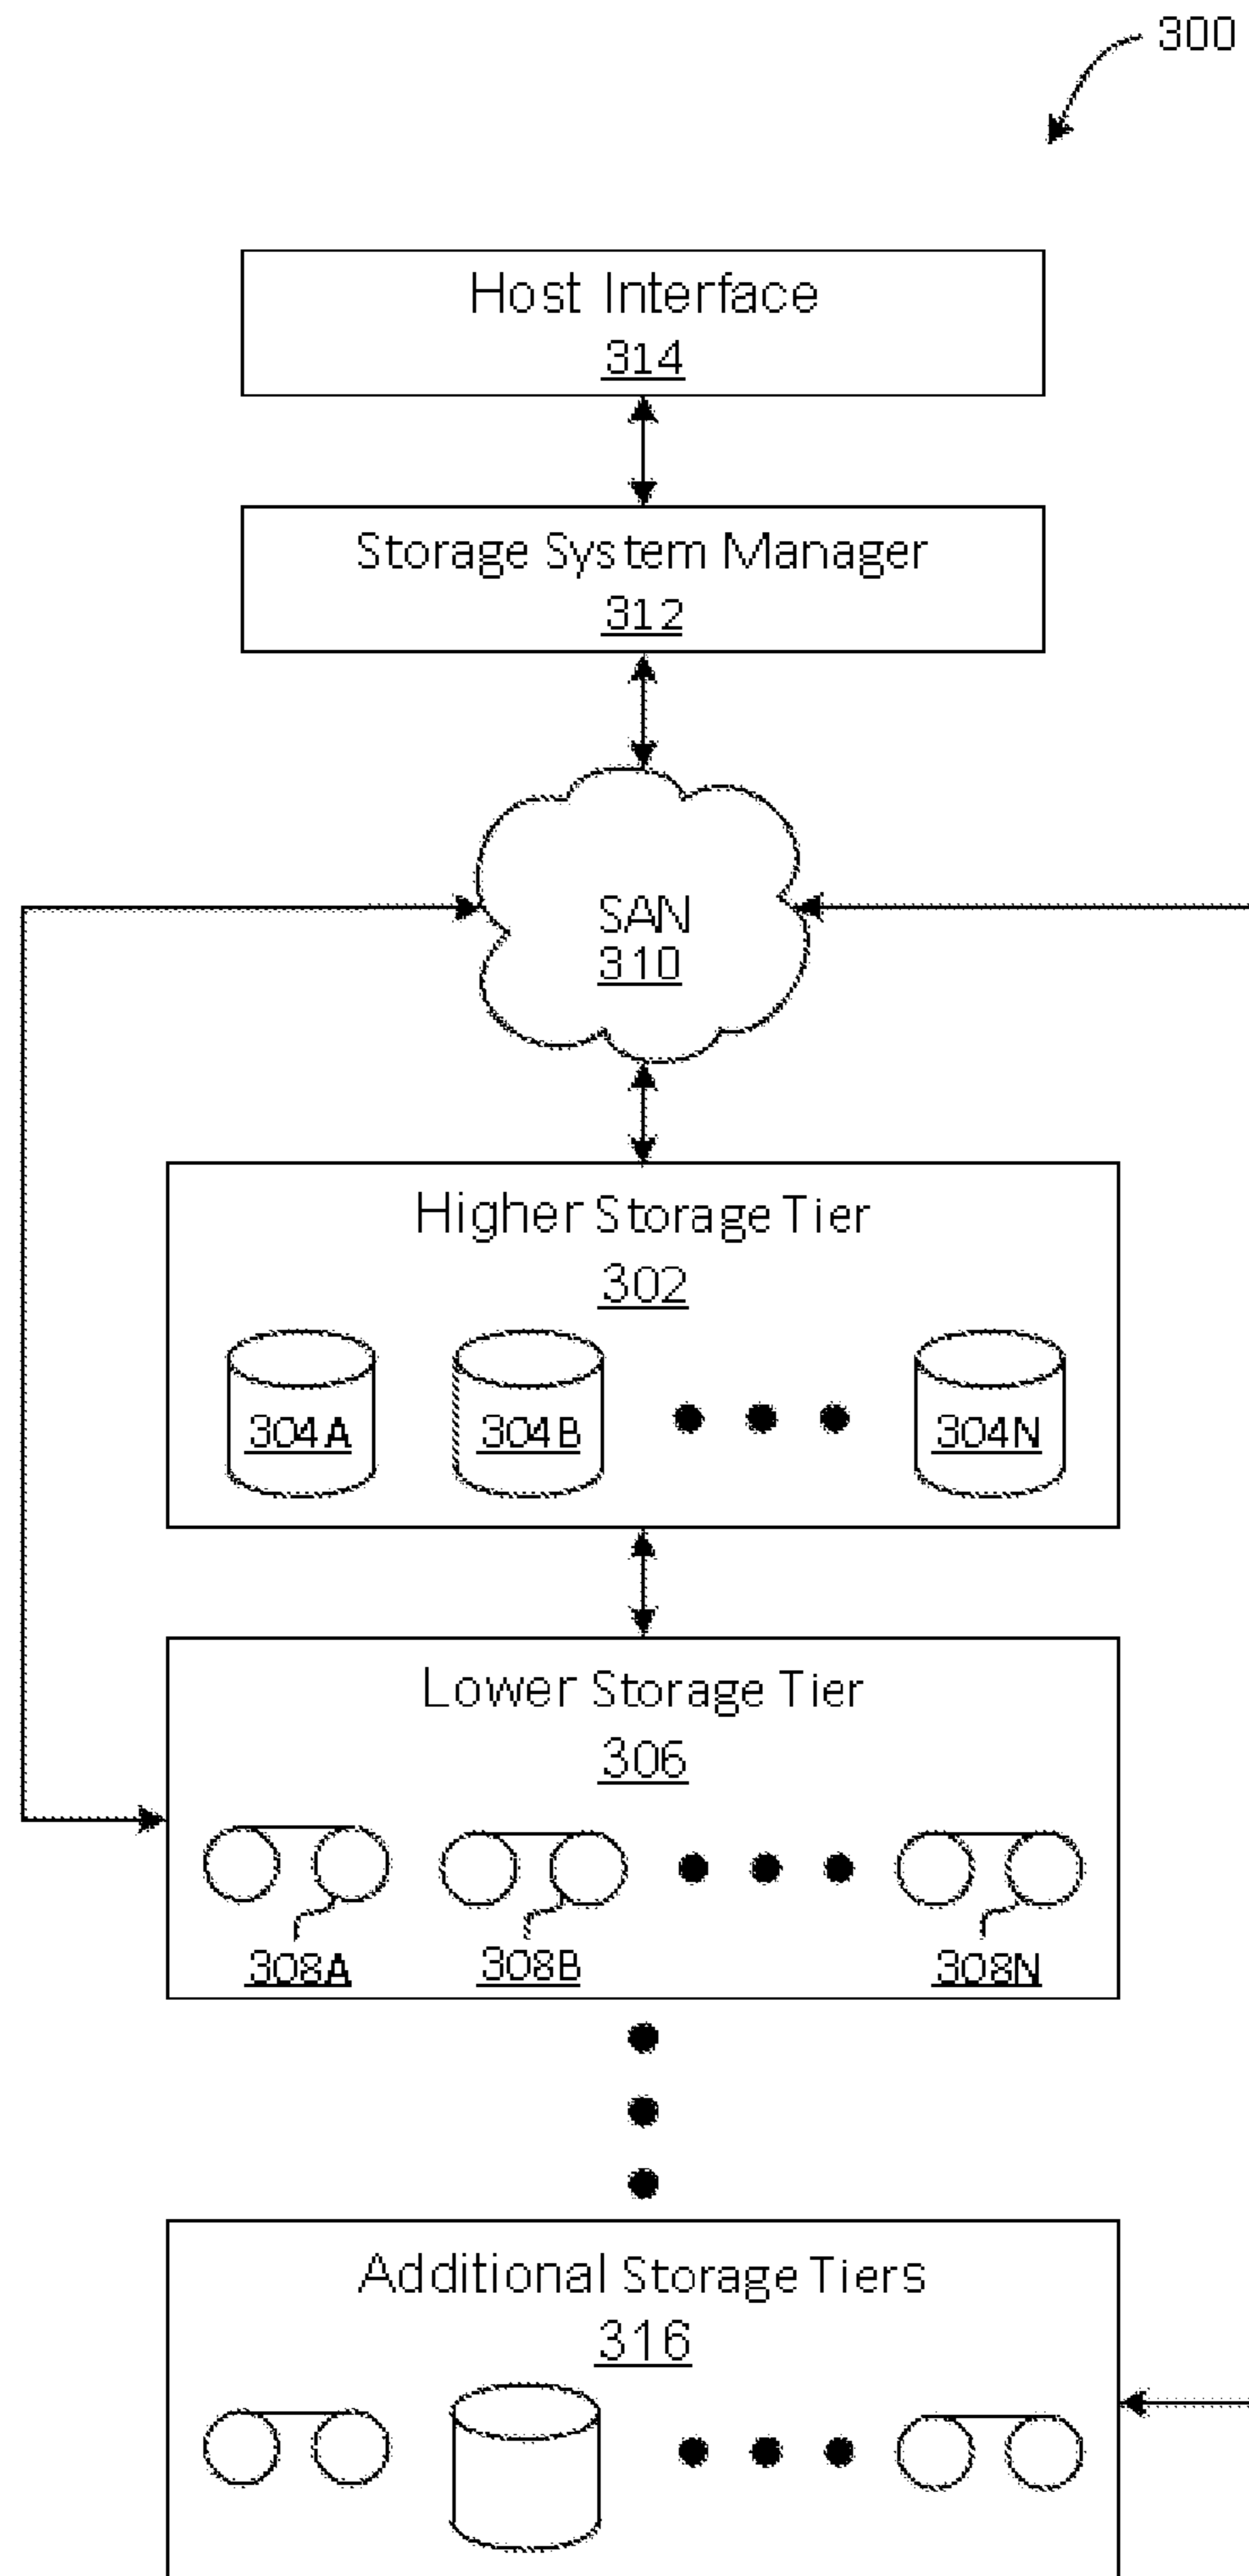 300
Host Interface
314
Storage System Manager
312
SAN
310
Higher Storage Tier
302
304A 304B 304N
Lower Storage Tier
306
308A 308B 308N
Additional Storage Tiers
316